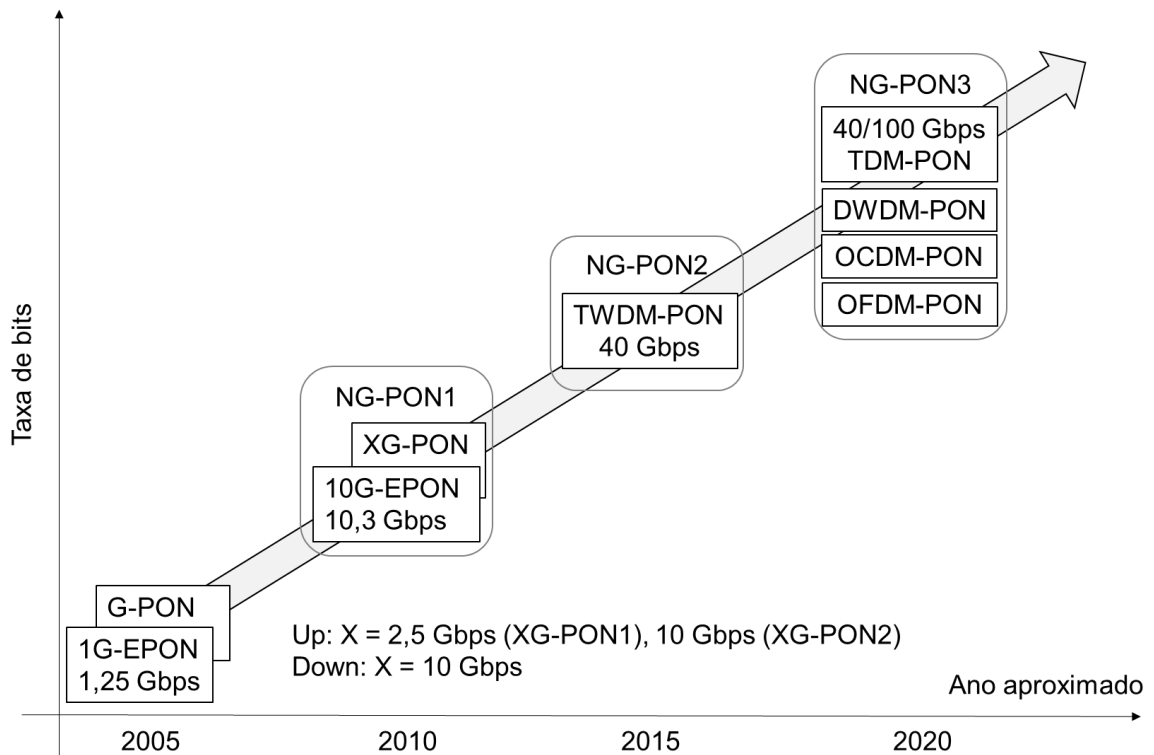 NG-PON3
40/100 Gbps
TDM-PON
DWDM-PON
OCDM-PON
OFDM-PON
NG-PON2
TWDM-PON
40 Gbps
NG-PON1
XG-PON
10G-EPON
10,3 Gbps
G-PON
1G-EPON
1,25 Gbps
Taxa de bits
Up: X = 2,5 Gbps (XG-PON1), 10 Gbps (XG-PON2)
Down: X = 10 Gbps
Ano aproximado
2005 2010 2015 2020